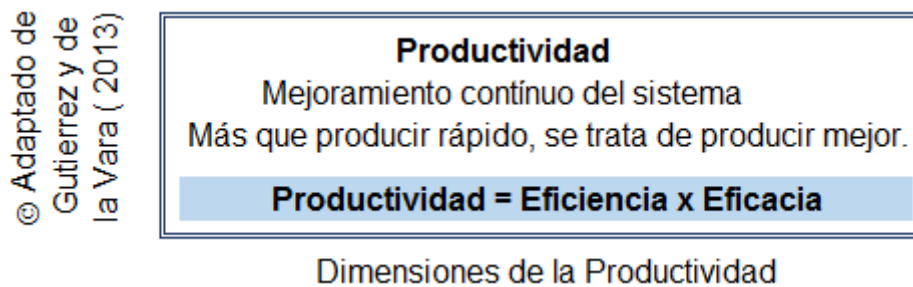 © Adaptado de
Gutierrez y de
la Vara ( 2013)
Productividad
Mejoramiento contínuo del sistema
Más que producir rápido, se trata de producir mejor.
Productividad = Eficiencia x Eficacia
Dimensiones de la Productividad